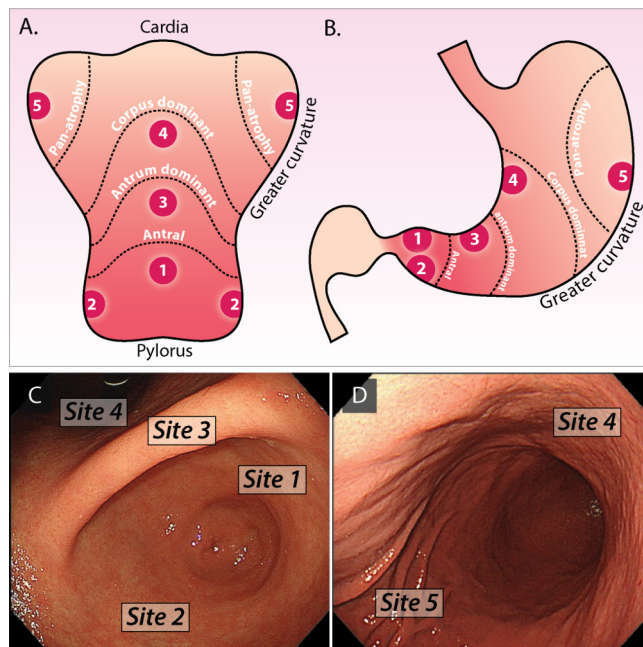 A.
Cardia
5
Pan-atrophy
Corpus dominant
4
Antrum dominant
3
Antral
1
2
Pan-atrophy
5
Greater curvature
2
Pylorus
B.
Pan-atrophy
5
4
Corpus dominnat
1
3
2
Antral
antrum dominant
Greater curvature
C
Site 4
Site 3
Site 1
Site 2
D
Site 4
Site 5